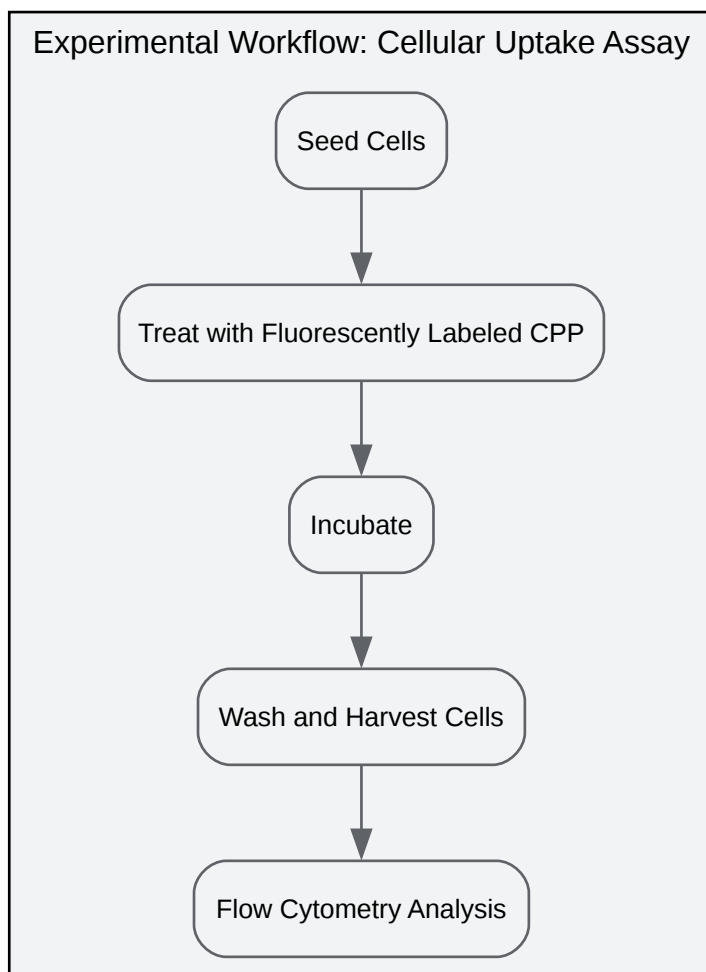 Experimental Workflow: Cellular Uptake Assay
Seed Cells
Treat with Fluorescently Labeled CPP
Incubate
Wash and Harvest Cells
Flow Cytometry Analysis